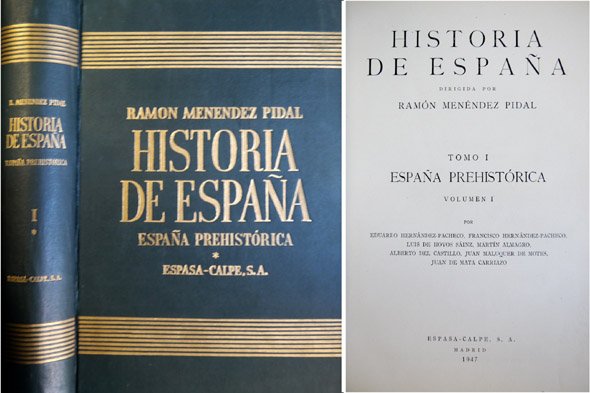 R. MENENDEZ PIDAL
HISTORIA
DE ESPAÑA
ESPAÑA PREHISTÓRICA
I
*
ESPASA-CALPE, S.A.
RAMON MENENDEZ PIDAL
HISTORIA
DE ESPAÑA
ESPAÑA PREHISTÓRICA
*
ESPASA-CALPE, S.A.
HISTORIA
DE ESPAÑA
DIRIGIDA POR
RAMÓN MENÉNDEZ PIDAL
TOMO I
ESPAÑA PREHISTÓRICA
VOLUMEN I
POR
EDUARDO HERNÁNDEZ-PACHECO, FRANCISCO HERNÁNDEZ-PACHECO,
LUIS DE HOYOS SÁINZ, MARTÍN ALMAGRO,
ALBERTO DEL CASTILLO, JUAN MALUQUER DE MOTES,
JUAN DE MATA CARRIAZO
ESPASA-CALPE, S. A.
MADRID
1947